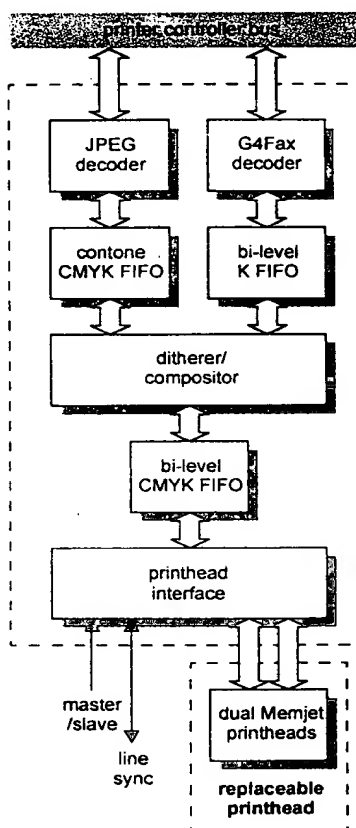 printer controller bus
JPEG
decoder
G4Fax
decoder
contone
CMYK FIFO
bi-level
K FIFO
ditherer/
compositor
bi-level
CMYK FIFO
printhead
interface
master
/slave
line
sync
dual Memjet
printheads
replaceable
printhead